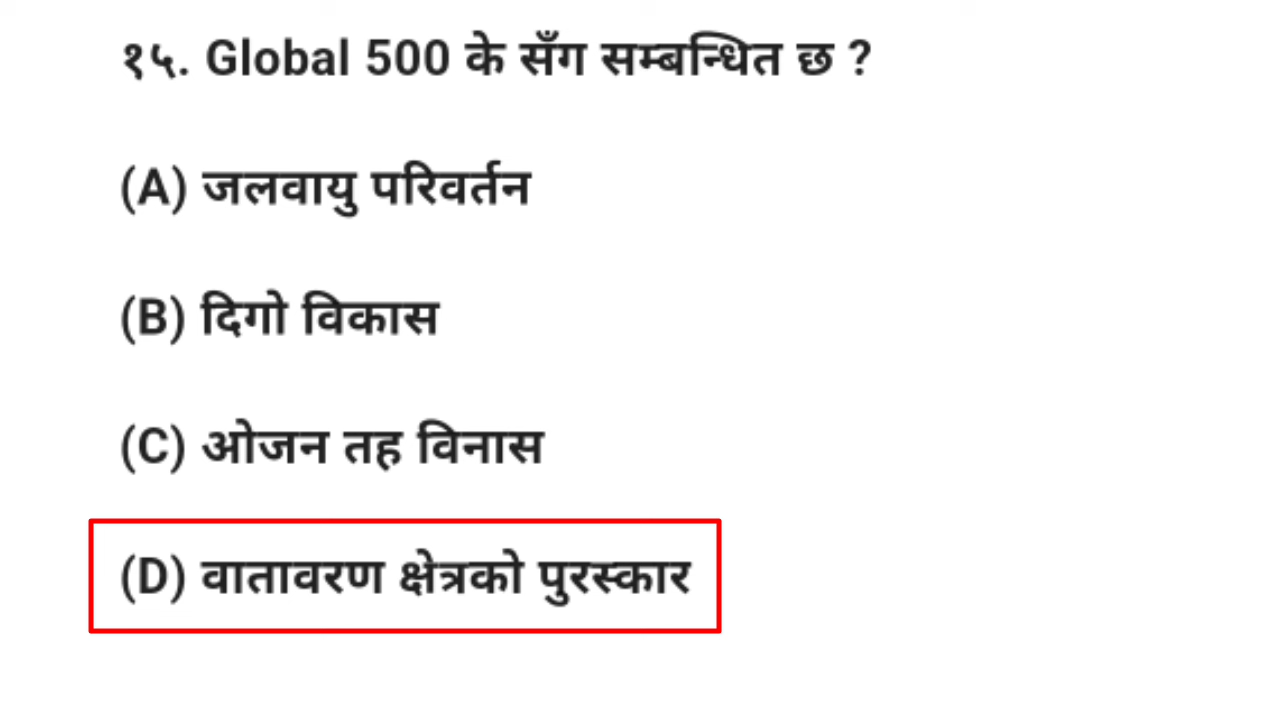 १५. Global 500 के सँग सम्बन्धित छ ?
(A) जलवायु परिवर्तन
(B) दिगो विकास
(C) ओजन तह विनास
(D) वातावरण क्षेत्रको पुरस्कार